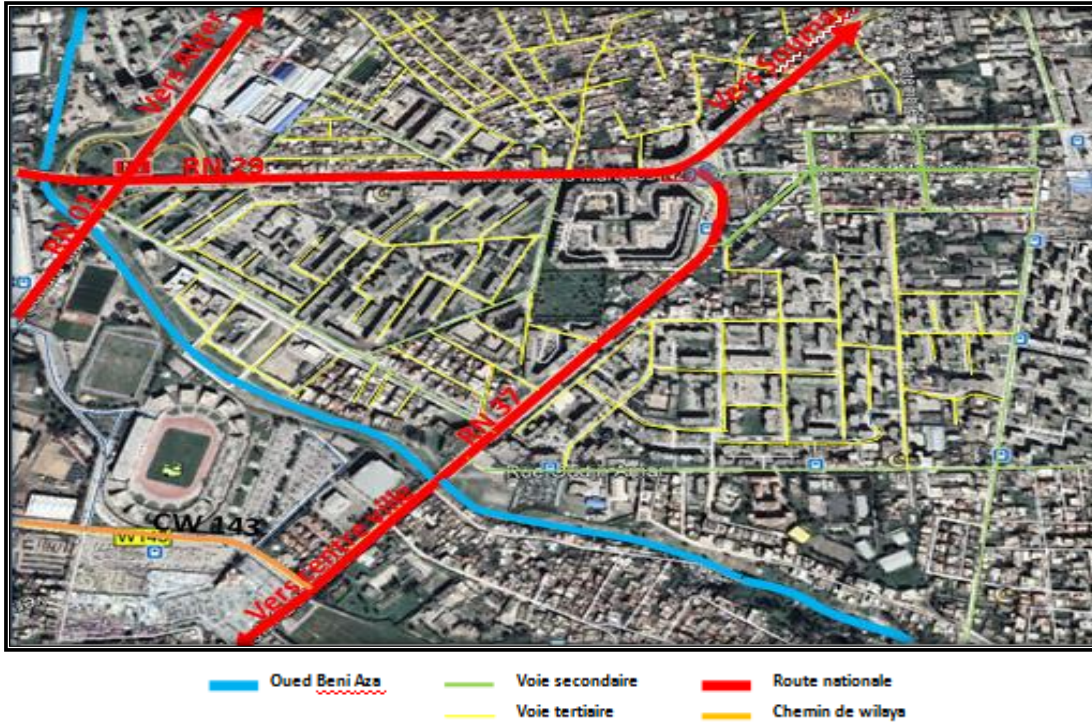 Vers Alger
Vers Souma
RN 29
RN 01
RN 37
CW 143
W143
Vers centre ville
Oued Beni Aza
Voie secondaire
Route nationale
Voie tertiaire
Chemin de wilaya